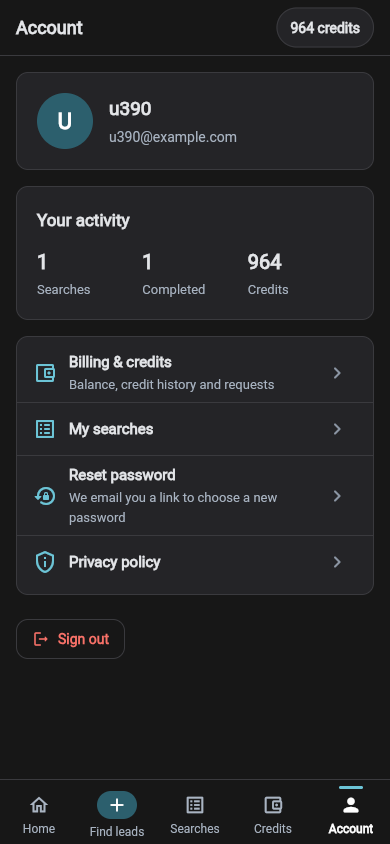 Account
964 credits
U
u390
u390@example.com
Your activity
1
1
964
Searches
Completed
Credits
Billing & credits
Balance, credit history and requests
My searches
Reset password
We email you a link to choose a new
password
Privacy policy
Sign out
Home
Find leads
Searches
Credits
Account